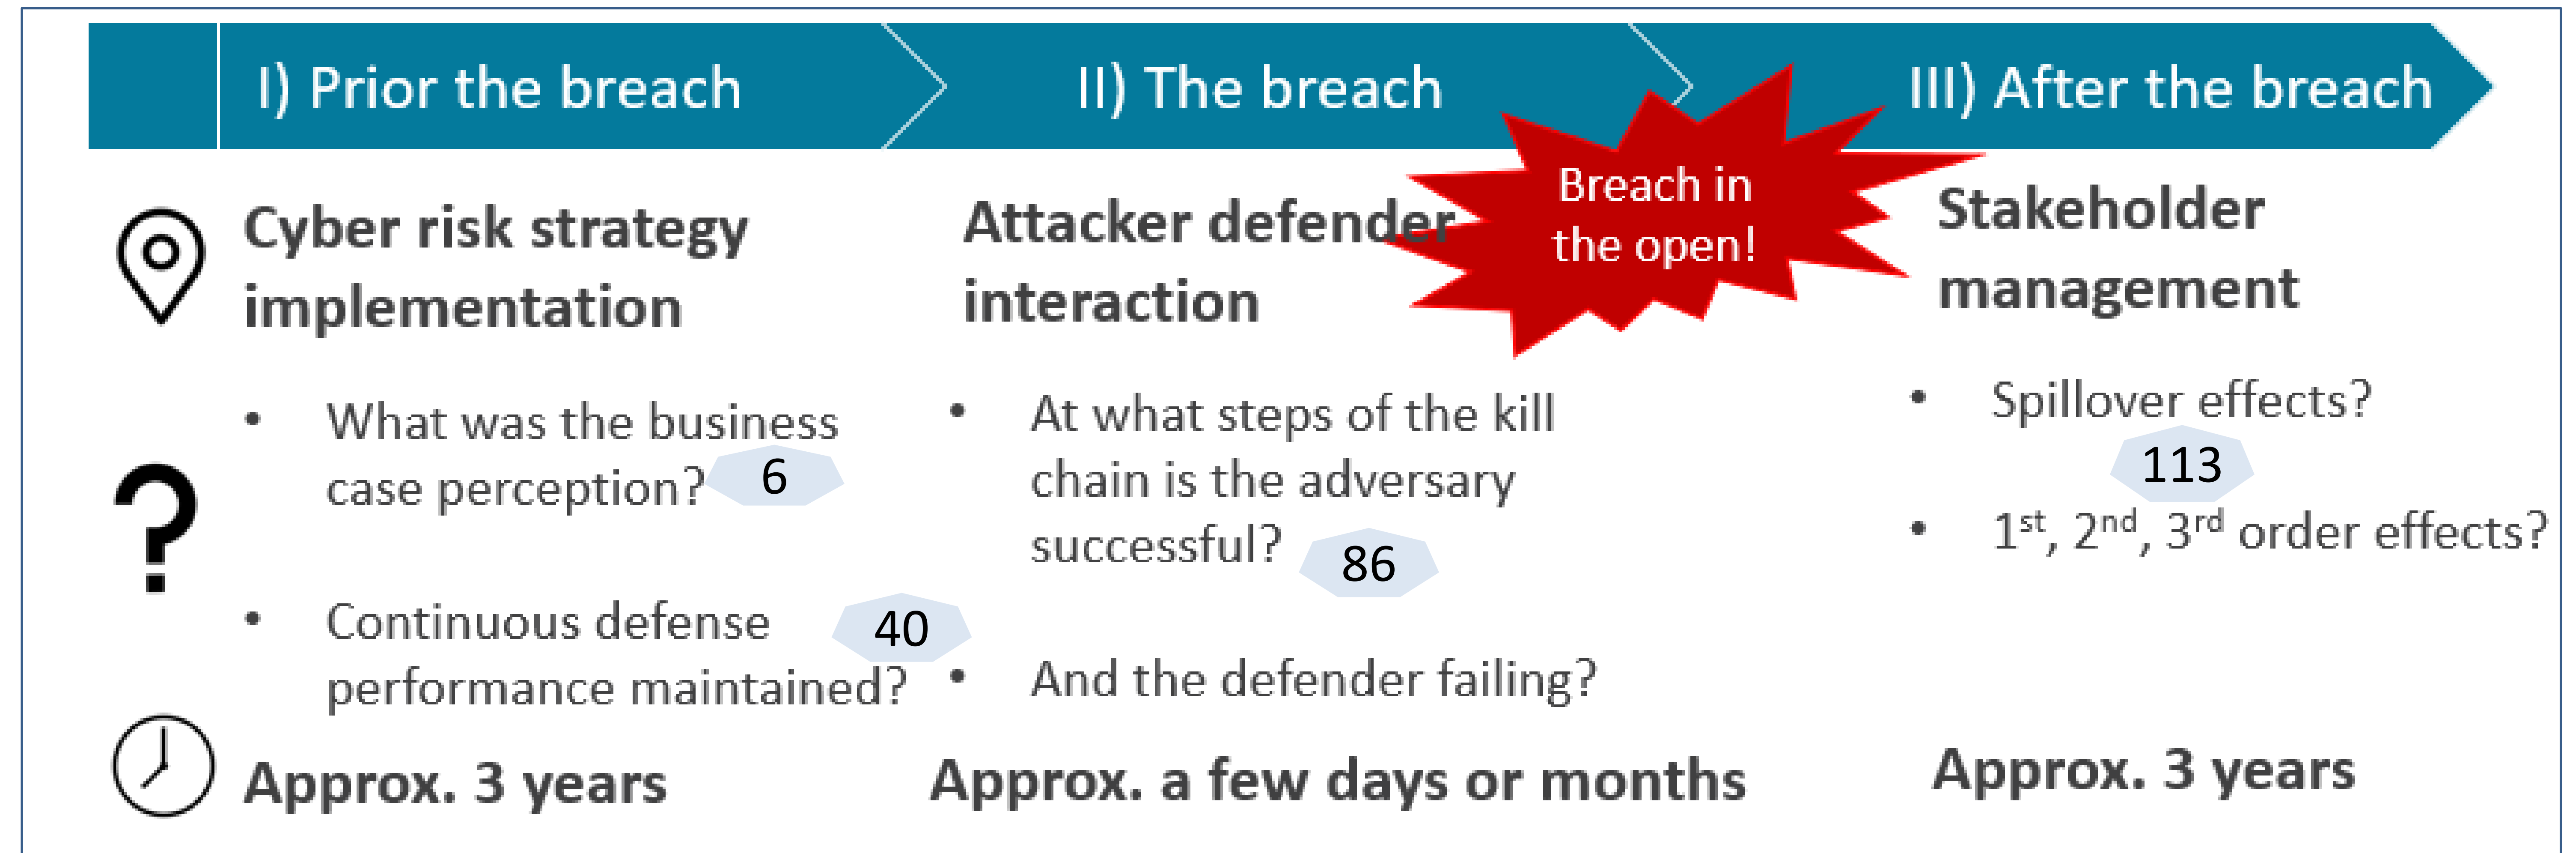 I) Prior the breach
II) The breach
III) After the breach
Breach in
the open!
Cyber risk strategy
implementation
Attacker defender
interaction
Stakeholder
management
• What was the business
case perception?
6
• Continuous defense
performance maintained?
40
• At what steps of the kill
chain is the adversary
successful?
86
• And the defender failing?
• Spillover effects?
113
• 1st, 2nd, 3rd order effects?
?
Approx. 3 years
Approx. a few days or months
Approx. 3 years